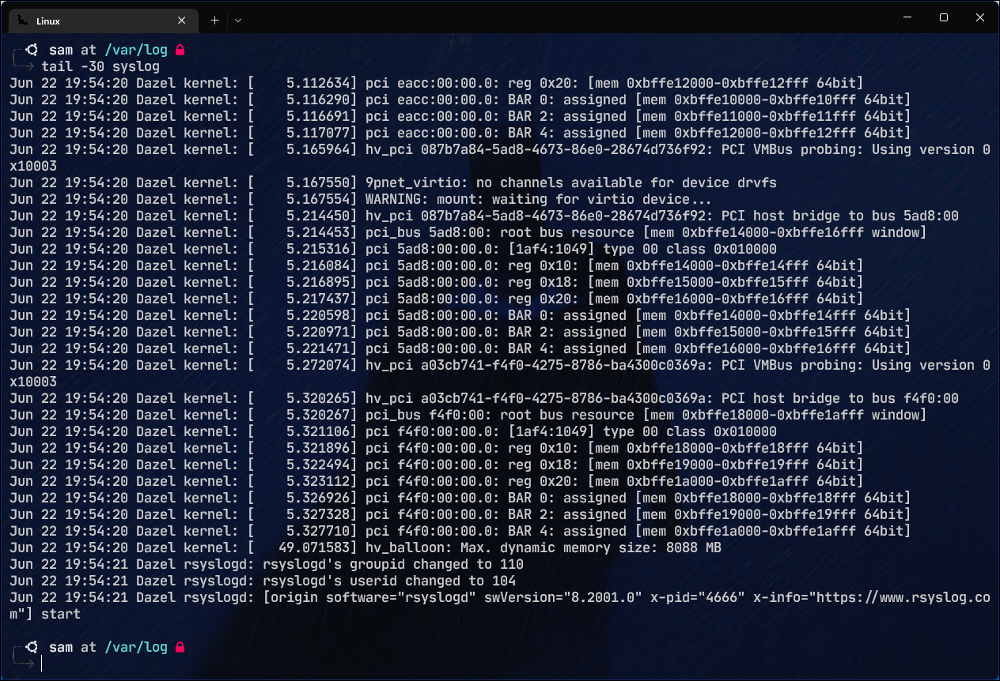 Linux
sam at /var/log
tail -30 syslog
Jun 22 19:54:20 Dazel kernel: [    5.112634] pci eacc:00:00.0: reg 0x20: [mem 0xbffe12000-0xbffe12fff 64bit]
Jun 22 19:54:20 Dazel kernel: [    5.116290] pci eacc:00:00.0: BAR 0: assigned [mem 0xbffe10000-0xbffe10fff 64bit]
Jun 22 19:54:20 Dazel kernel: [    5.116691] pci eacc:00:00.0: BAR 2: assigned [mem 0xbffe11000-0xbffe11fff 64bit]
Jun 22 19:54:20 Dazel kernel: [    5.117077] pci eacc:00:00.0: BAR 4: assigned [mem 0xbffe12000-0xbffe12fff 64bit]
Jun 22 19:54:20 Dazel kernel: [    5.165964] hv_pci 087b7a84-5ad8-4673-86e0-28674d736f92: PCI VMBus probing: Using version 0
x10003
Jun 22 19:54:20 Dazel kernel: [    5.167550] 9pnet_virtio: no channels available for device drvfs
Jun 22 19:54:20 Dazel kernel: [    5.167554] WARNING: mount: waiting for virtio device...
Jun 22 19:54:20 Dazel kernel: [    5.214450] hv_pci 087b7a84-5ad8-4673-86e0-28674d736f92: PCI host bridge to bus 5ad8:00
Jun 22 19:54:20 Dazel kernel: [    5.214453] pci_bus 5ad8:00: root bus resource [mem 0xbffe14000-0xbffe16fff window]
Jun 22 19:54:20 Dazel kernel: [    5.215316] pci 5ad8:00:00.0: [1af4:1049] type 00 class 0x010000
Jun 22 19:54:20 Dazel kernel: [    5.216084] pci 5ad8:00:00.0: reg 0x10: [mem 0xbffe14000-0xbffe14fff 64bit]
Jun 22 19:54:20 Dazel kernel: [    5.216895] pci 5ad8:00:00.0: reg 0x18: [mem 0xbffe15000-0xbffe15fff 64bit]
Jun 22 19:54:20 Dazel kernel: [    5.217437] pci 5ad8:00:00.0: reg 0x20: [mem 0xbffe16000-0xbffe16fff 64bit]
Jun 22 19:54:20 Dazel kernel: [    5.220598] pci 5ad8:00:00.0: BAR 0: assigned [mem 0xbffe14000-0xbffe14fff 64bit]
Jun 22 19:54:20 Dazel kernel: [    5.220971] pci 5ad8:00:00.0: BAR 2: assigned [mem 0xbffe15000-0xbffe15fff 64bit]
Jun 22 19:54:20 Dazel kernel: [    5.221471] pci 5ad8:00:00.0: BAR 4: assigned [mem 0xbffe16000-0xbffe16fff 64bit]
Jun 22 19:54:20 Dazel kernel: [    5.272074] hv_pci a03cb741-f4f0-4275-8786-ba4300c0369a: PCI VMBus probing: Using version 0
x10003
Jun 22 19:54:20 Dazel kernel: [    5.320265] hv_pci a03cb741-f4f0-4275-8786-ba4300c0369a: PCI host bridge to bus f4f0:00
Jun 22 19:54:20 Dazel kernel: [    5.320267] pci_bus f4f0:00: root bus resource [mem 0xbffe18000-0xbffe1afff window]
Jun 22 19:54:20 Dazel kernel: [    5.321106] pci f4f0:00:00.0: [1af4:1049] type 00 class 0x010000
Jun 22 19:54:20 Dazel kernel: [    5.321896] pci f4f0:00:00.0: reg 0x10: [mem 0xbffe18000-0xbffe18fff 64bit]
Jun 22 19:54:20 Dazel kernel: [    5.322494] pci f4f0:00:00.0: reg 0x18: [mem 0xbffe19000-0xbffe19fff 64bit]
Jun 22 19:54:20 Dazel kernel: [    5.323112] pci f4f0:00:00.0: reg 0x20: [mem 0xbffe1a000-0xbffe1afff 64bit]
Jun 22 19:54:20 Dazel kernel: [    5.326926] pci f4f0:00:00.0: BAR 0: assigned [mem 0xbffe18000-0xbffe18fff 64bit]
Jun 22 19:54:20 Dazel kernel: [    5.327328] pci f4f0:00:00.0: BAR 2: assigned [mem 0xbffe19000-0xbffe19fff 64bit]
Jun 22 19:54:20 Dazel kernel: [    5.327710] pci f4f0:00:00.0: BAR 4: assigned [mem 0xbffe1a000-0xbffe1afff 64bit]
Jun 22 19:54:20 Dazel kernel: [   49.071583] hv_balloon: Max. dynamic memory size: 8088 MB
Jun 22 19:54:21 Dazel rsyslogd: rsyslogd's groupid changed to 110
Jun 22 19:54:21 Dazel rsyslogd: rsyslogd's userid changed to 104
Jun 22 19:54:21 Dazel rsyslogd: [origin software="rsyslogd" swVersion="8.2001.0" x-pid="4666" x-info="https://www.rsyslog.co
m"] start
sam at /var/log